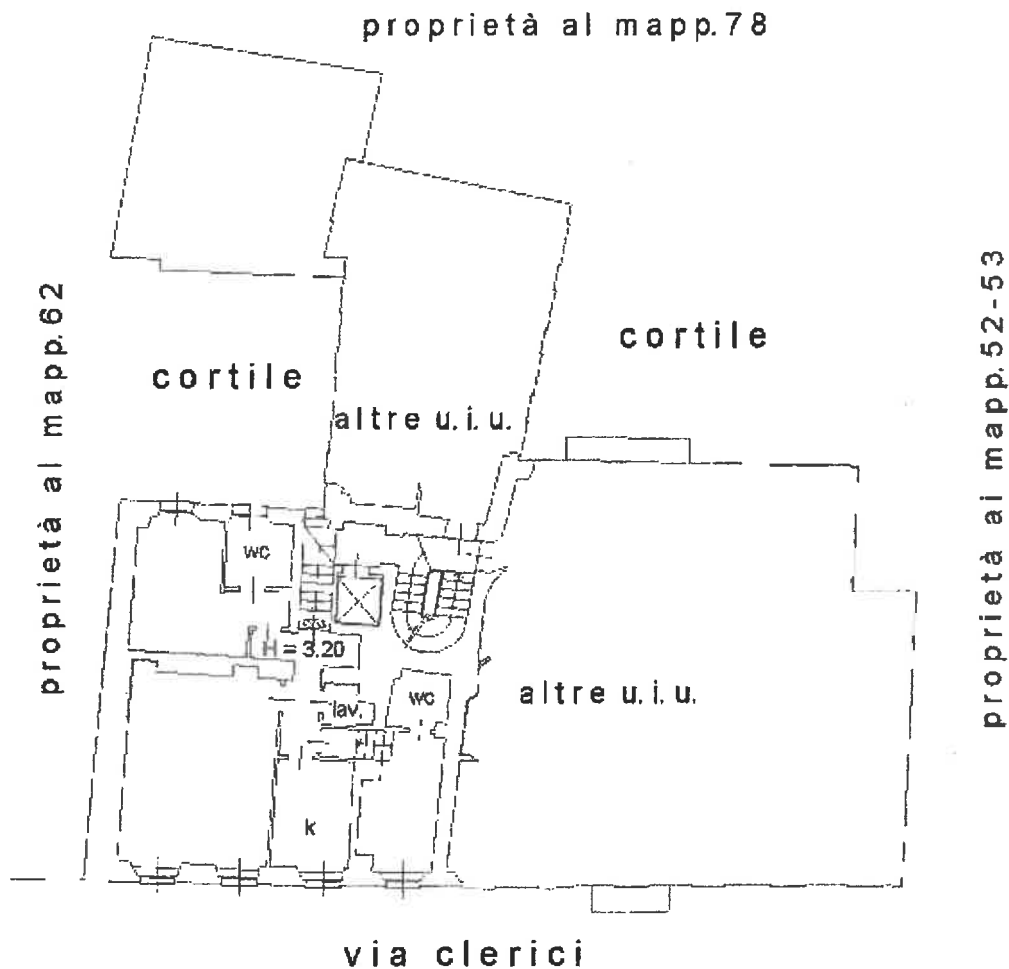 proprietà al mapp.78
proprietà al mapp.62
cortile
cortile
proprietà ai mapp.52-53
altre u.i.u.
wc
H = 3.20
wc
lav.
altre u.i.u.
k
via clerici